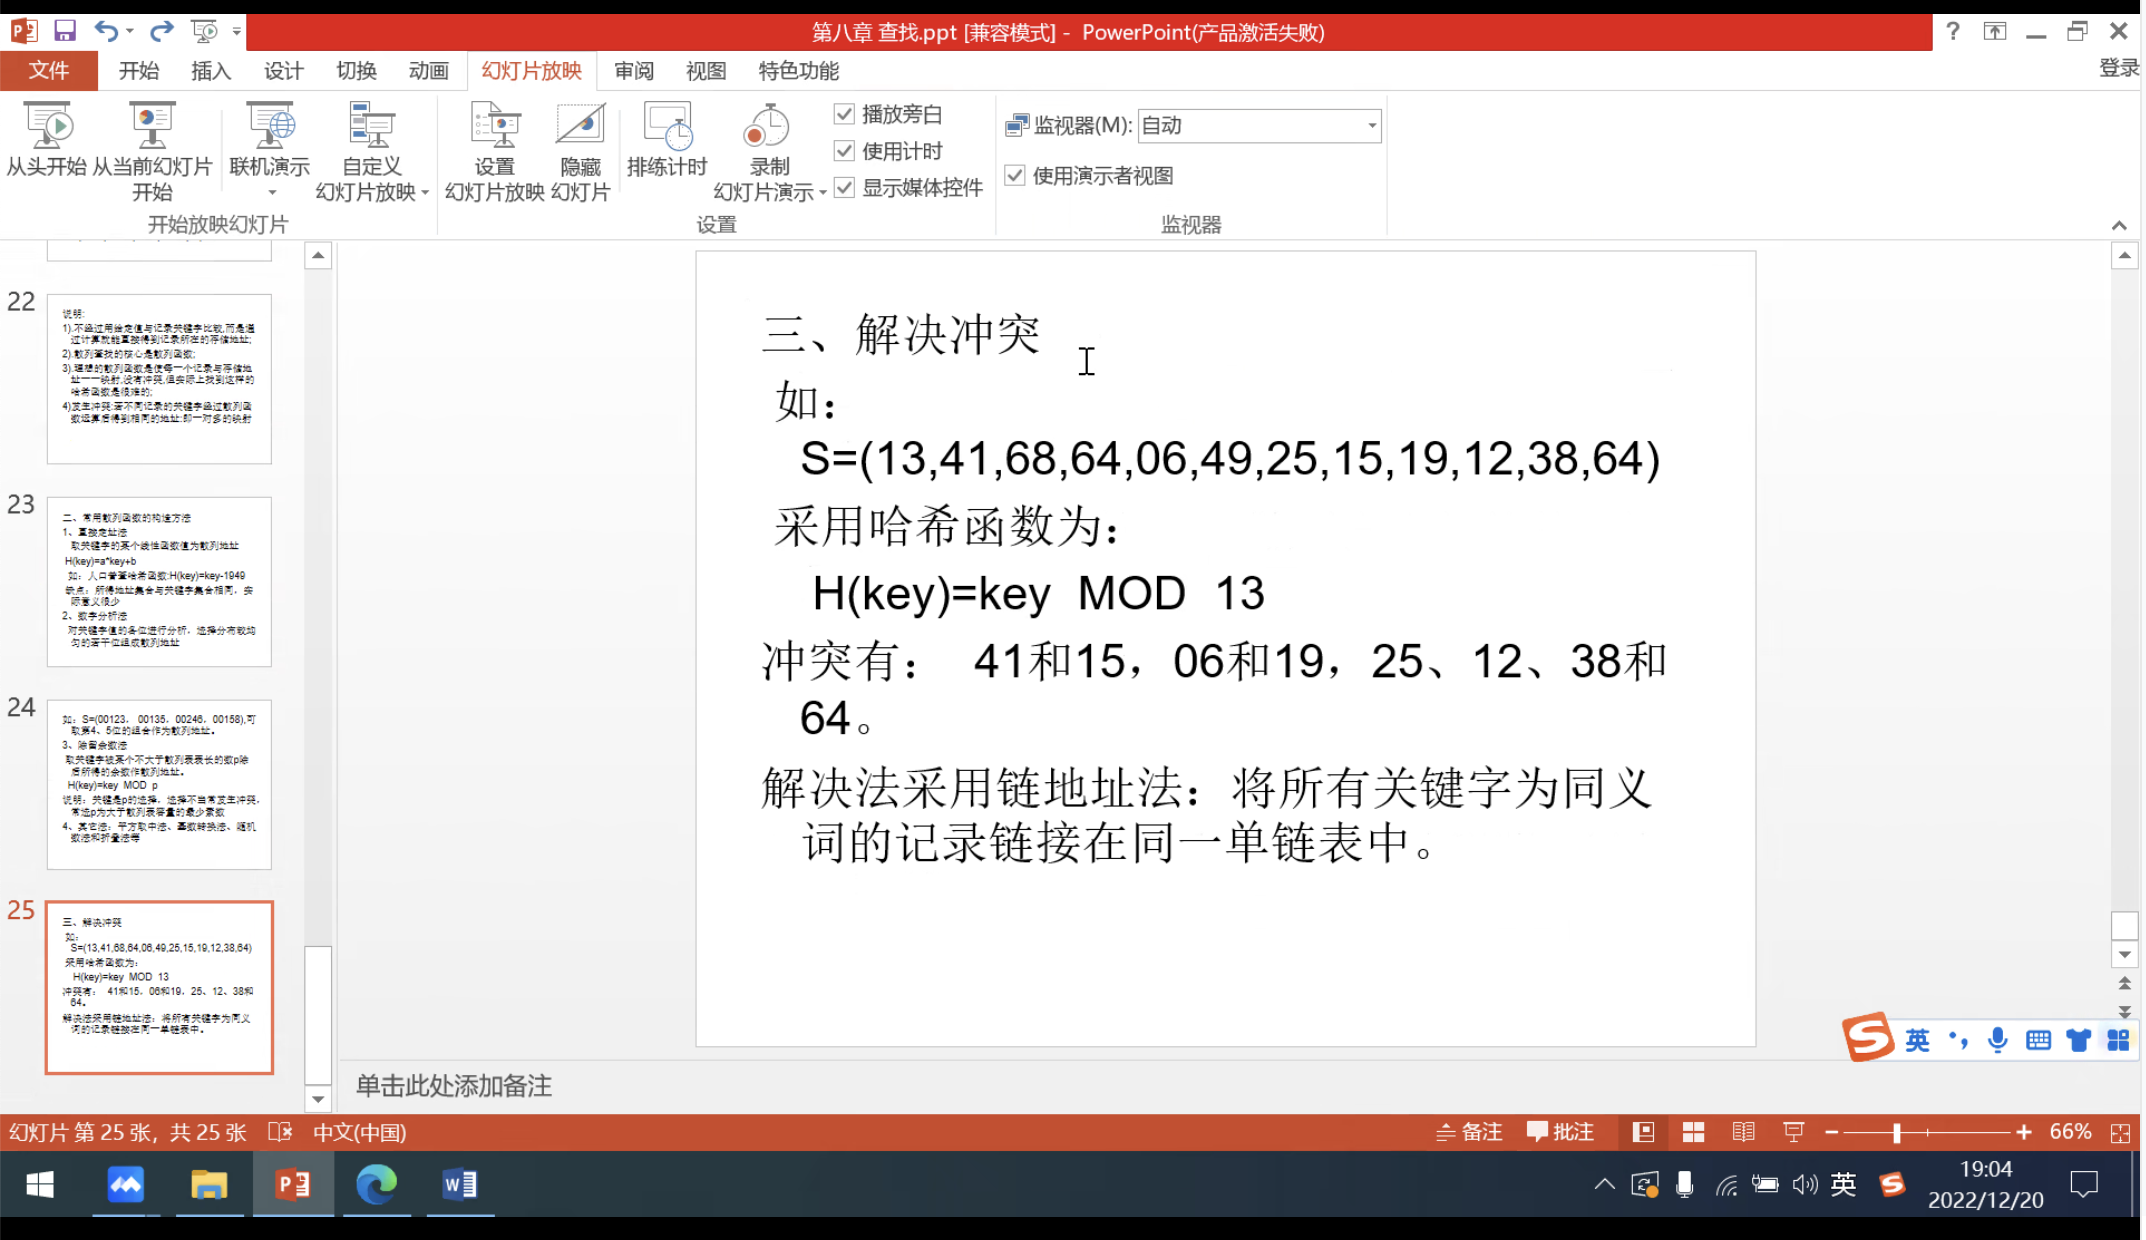 第八章 查找.ppt [兼容模式] - PowerPoint(产品激活失败)
文件 开始 插入 设计 切换 动画 幻灯片放映 审阅 视图 特色功能 登录
从头开始
从当前幻灯片
开始
联机演示
自定义
幻灯片放映
设置
幻灯片放映
隐藏
幻灯片
排练计时
录制
幻灯片演示
播放旁白
使用计时
显示媒体控件
监视器(M): 自动
使用演示者视图
开始放映幻灯片
设置
监视器
22
说明:
1).不经过用给定值与记录关键字比较,而是通
过计算就能直接得到记录所在的存储地址;
2).散列查找的核心是散列函数;
3).理想的散列函数是使每一个记录与存储地
址一一映射,没有冲突,但实际上找到这样的
哈希函数是很难的;
4)发生冲突:若不同记录的关键字经过散列函
数运算后得到相同的地址:即一对多的映射
23
二、常用散列函数的构造方法
1、直接定址法
取关键字的某个线性函数值为散列地址
H(key)=a*key+b
如：人口普查哈希函数:H(key)=key-1949
缺点：所得地址集合与关键字集合相同，实
际意义很少
2、数字分析法
对关键字值的各位进行分析，选择分布较均
匀的若干位组成散列地址
24
如：S=(00123，00135，00246，00158),可
取第4、5位的组合作为散列地址。
3、除留余数法
取关键字被某个不大于散列表表长的数p除
后所得的余数作散列地址。
H(key)=key MOD p
说明：关键是p的选择，选择不当常发生冲突，
常选p为大于散列表容量的最少素数
4、其它法：平方取中法、基数转换法、随机
数法和折叠法等
25
三、解决冲突
如：
S=(13,41,68,64,06,49,25,15,19,12,38,64)
采用哈希函数为：
H(key)=key MOD 13
冲突有： 41和15，06和19，25、12、38和
64。
解决法采用链地址法：将所有关键字为同义
词的记录链接在同一单链表中。
三、解决冲突
如：
S=(13,41,68,64,06,49,25,15,19,12,38,64)
采用哈希函数为：
H(key)=key MOD 13
冲突有： 41和15，06和19，25、12、38和
64。
解决法采用链地址法：将所有关键字为同义
词的记录链接在同一单链表中。
英
单击此处添加备注
幻灯片 第 25 张，共 25 张 中文(中国) 备注 批注 66%
英
19:04
2022/12/20